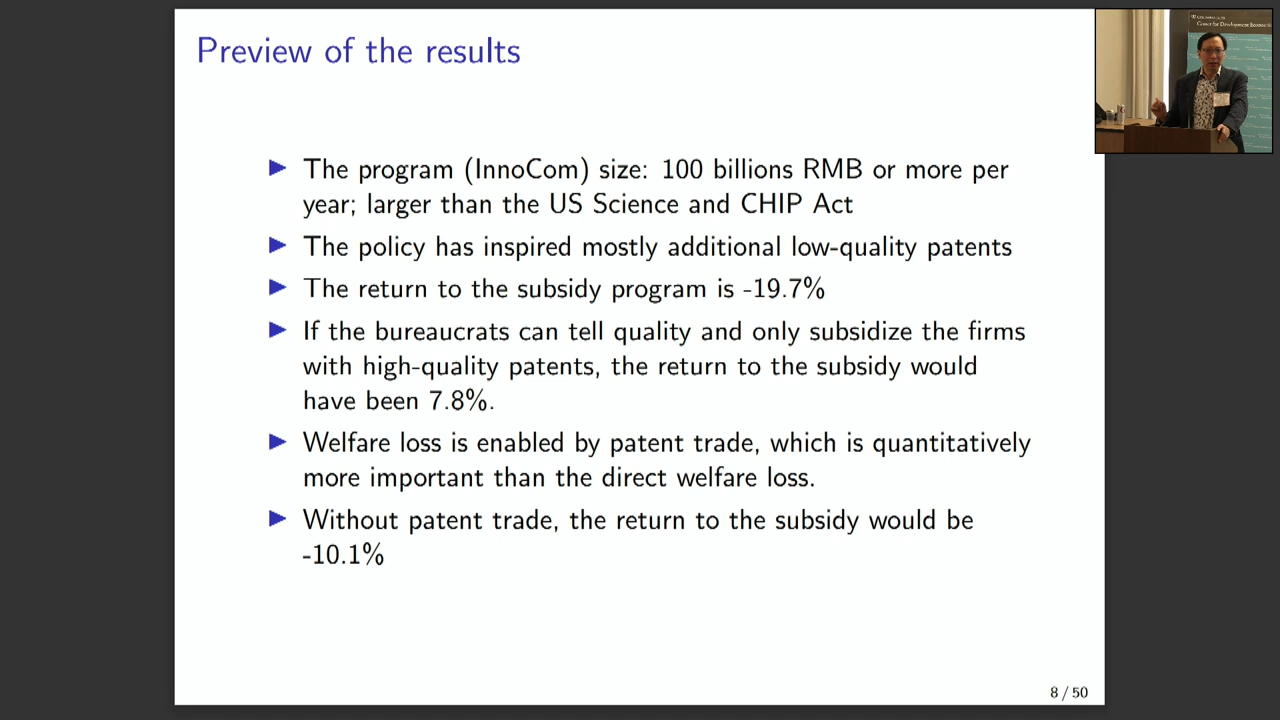 Preview of the results
The program (InnoCom) size: 100 billions RMB or more per
year; larger than the US Science and CHIP Act
The policy has inspired mostly additional low-quality patents
The return to the subsidy program is -19.7%
If the bureaucrats can tell quality and only subsidize the firms
with high-quality patents, the return to the subsidy would
have been 7.8%.
Welfare loss is enabled by patent trade, which is quantitatively
more important than the direct welfare loss.
Without patent trade, the return to the subsidy would be
-10.1%
8 / 50
Center for Development